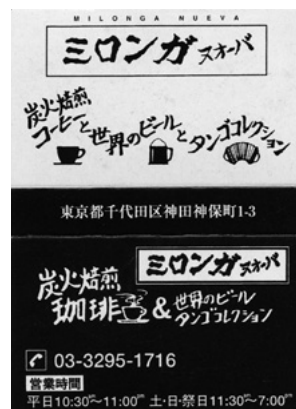 MILONGA NUEVA
ミロンガ ヌオーバ
炭火焙煎
コーヒーと世界のビールとタンゴコレクション
東京都千代田区神田神保町1-3
ミロンガ ヌオーバ
炭火焙煎
珈琲 & 世界のビール
タンゴコレクション
03-3295-1716
営業時間
平日10:30am〜11:00pm 土・日・祭日11:30am〜7:00pm